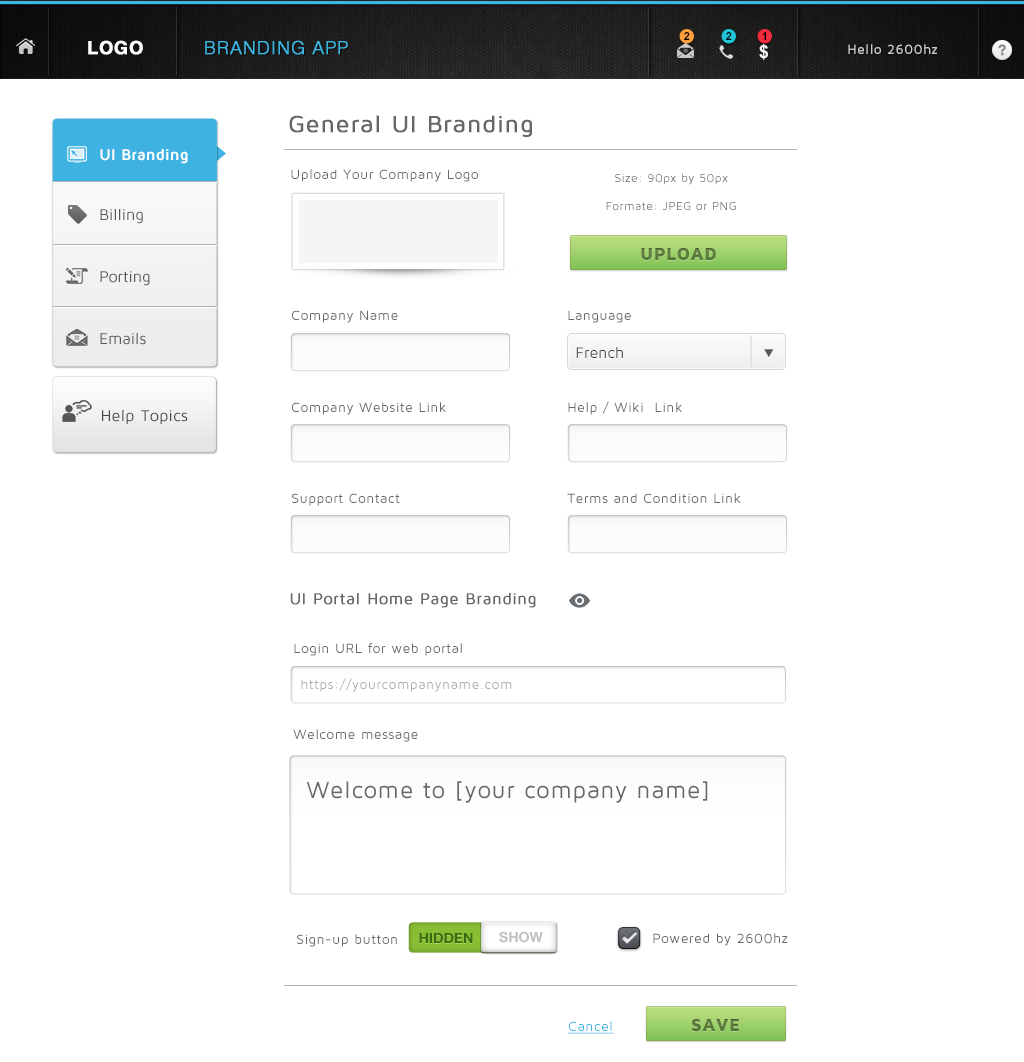 LOGO
BRANDING APP
2
2
1
$
Hello 2600hz
?
UI Branding
Billing
Porting
Emails
Help Topics
General UI Branding
Upload Your Company Logo
Size: 90px by 50px
Formate: JPEG or PNG
UPLOAD
Company Name
Language
French
Company Website Link
Help / Wiki Link
Support Contact
Terms and Condition Link
UI Portal Home Page Branding
Login URL for web portal
https://yourcompanyname.com
Welcome message
Welcome to [your company name]
Sign-up button
HIDDEN
SHOW
Powered by 2600hz
Cancel
SAVE